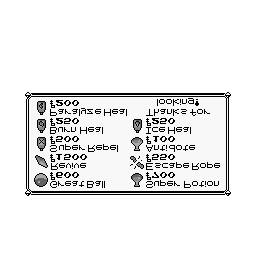 Great Ball
₽600
Revive
₽1500
Super Repel
₽500
Burn Heal
₽250
Paralyze Heal
₽200
Super Potion
₽700
Escape Rope
₽550
Antidote
₽100
Ice Heal
₽250
Thanks for
looking!